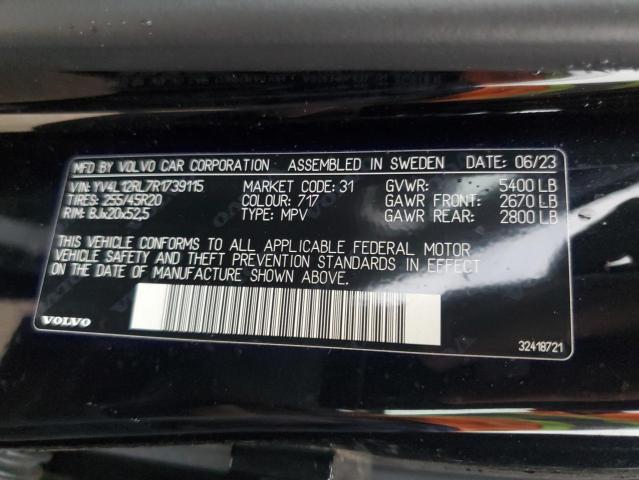 MFD BY VOLVO CAR CORPORATION ASSEMBLED IN SWEDEN DATE: 06/23
VIN: YV4L12RL7R1739115 MARKET CODE: 31 GVWR: 5400 LB
TIRES: 255/45R20 COLOUR: 717 GAWR FRONT: 2670 LB
RIM: 8Jx20x52,5 TYPE: MPV GAWR REAR: 2800 LB
THIS VEHICLE CONFORMS TO ALL APPLICABLE FEDERAL MOTOR
VEHICLE SAFETY AND THEFT PREVENTION STANDARDS IN EFFECT
ON THE DATE OF MANUFACTURE SHOWN ABOVE.
VOLVO 32418721